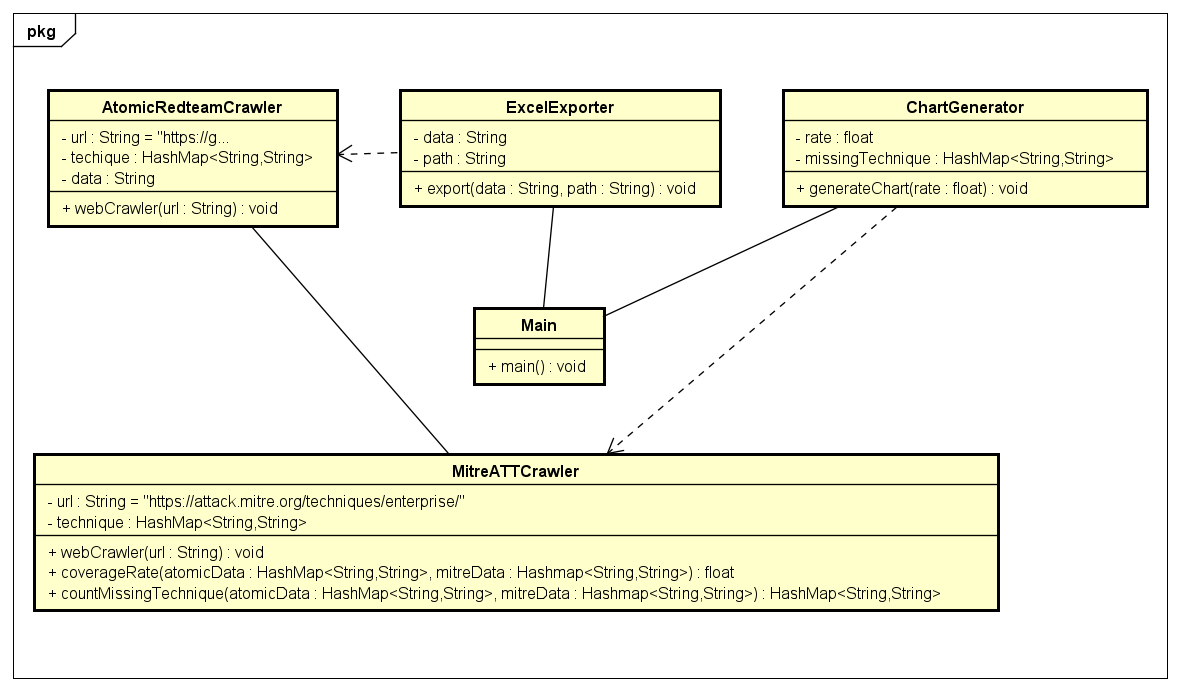 pkg
AtomicRedteamCrawler
- url : String = "https://g...
- techique : HashMap<String,String>
- data : String
+ webCrawler(url : String) : void
ExcelExporter
- data : String
- path : String
+ export(data : String, path : String) : void
ChartGenerator
- rate : float
- missingTechnique : HashMap<String,String>
+ generateChart(rate : float) : void
Main
+ main() : void
MitreATTCrawler
- url : String = "https://attack.mitre.org/techniques/enterprise/"
- technique : HashMap<String,String>
+ webCrawler(url : String) : void
+ coverageRate(atomicData : HashMap<String,String>, mitreData : Hashmap<String,String>) : float
+ countMissingTechnique(atomicData : HashMap<String,String>, mitreData : Hashmap<String,String>) : HashMap<String,String>